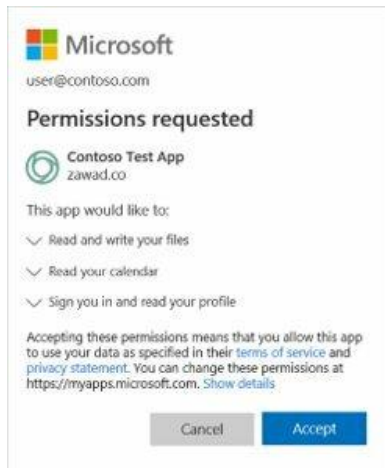 Microsoft
user@contoso.com
Permissions requested
Contoso Test App
zawad.co
This app would like to:
Read and write your files
Read your calendar
Sign you in and read your profile
Accepting these permissions means that you allow this app
to use your data as specified in their terms of service and
privacy statement. You can change these permissions at
https://myapps.microsoft.com. Show details
Cancel
Accept